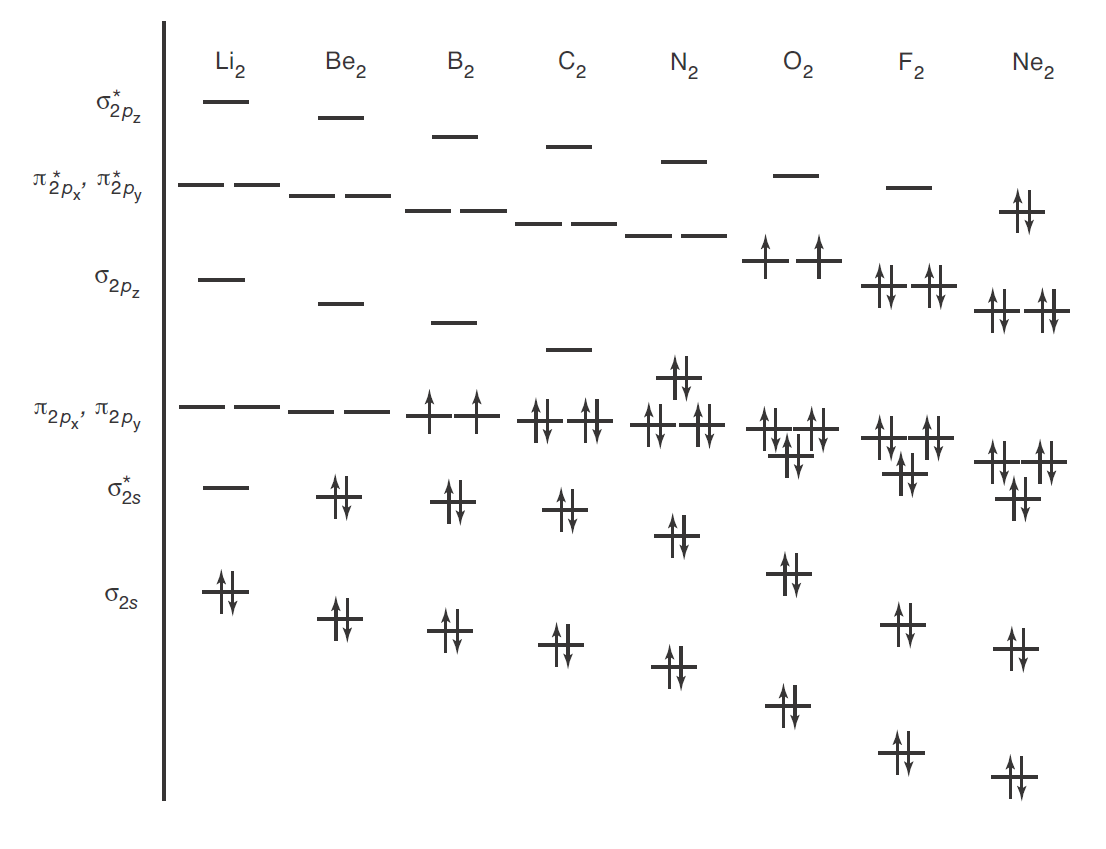 Li₂ Be₂ B₂ C₂ N₂ O₂ F₂ Ne₂
σ*2pz
π*2px, π*2py
σ2pz
π2px, π2py
σ*2s
σ2s